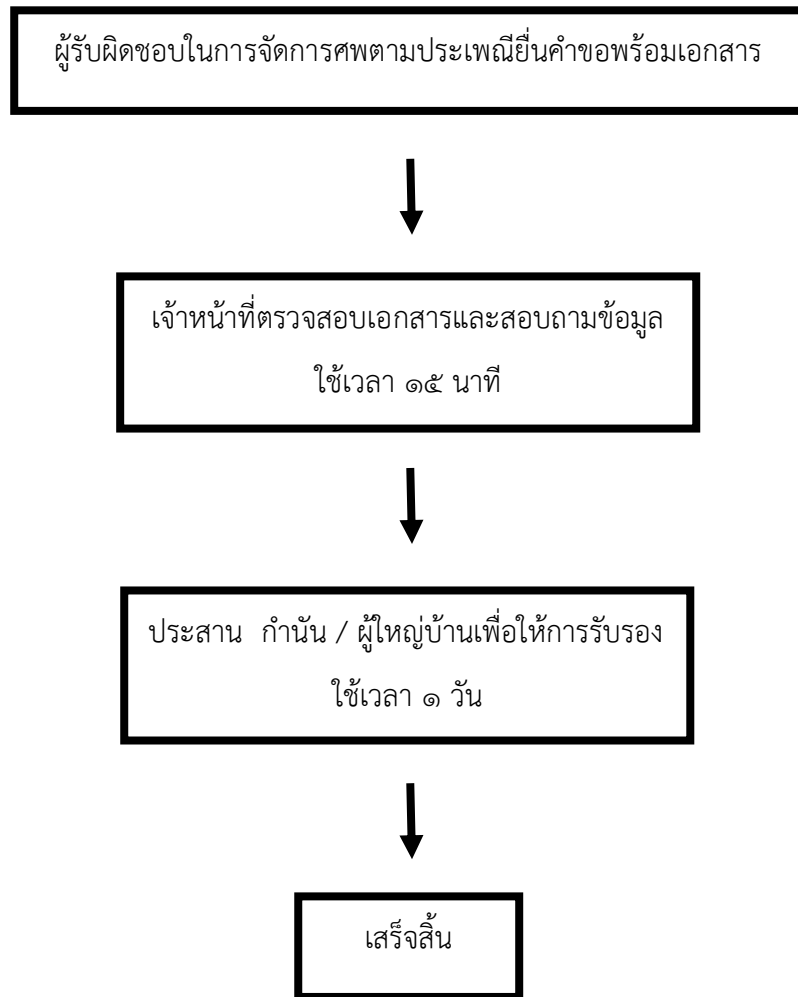 ผู้รับผิดชอบในการจัดการศพตามประเพณียื่นคำขอพร้อมเอกสาร
เจ้าหน้าที่ตรวจสอบเอกสารและสอบถามข้อมูล
ใช้เวลา ๑๕ นาที
ประสาน กำนัน / ผู้ใหญ่บ้านเพื่อให้การรับรอง
ใช้เวลา ๑ วัน
เสร็จสิ้น